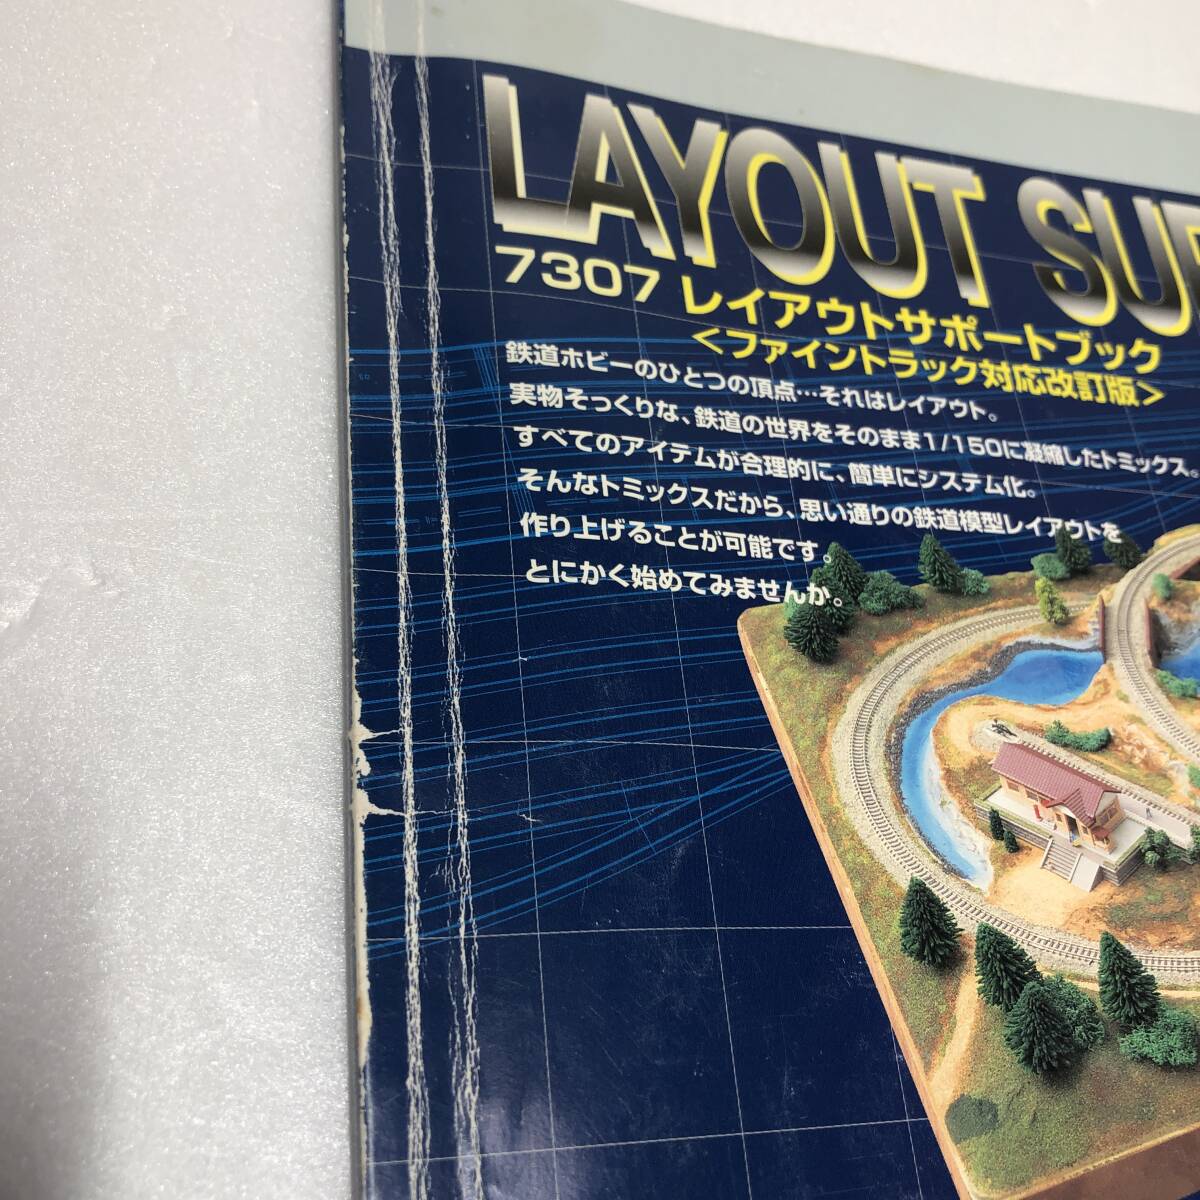 LAYOUT SUP
7307 レイアウトサポートブック
＜ファイントラック対応改訂版＞
鉄道ホビーのひとつの頂点…それはレイアウト。
実物そっくりな、鉄道の世界をそのまま1/150に凝縮したトミックス。
すべてのアイテムが合理的に、簡単にシステム化。
そんなトミックスだから、思い通りの鉄道模型レイアウトを
作り上げることが可能です。
とにかく始めてみませんか。